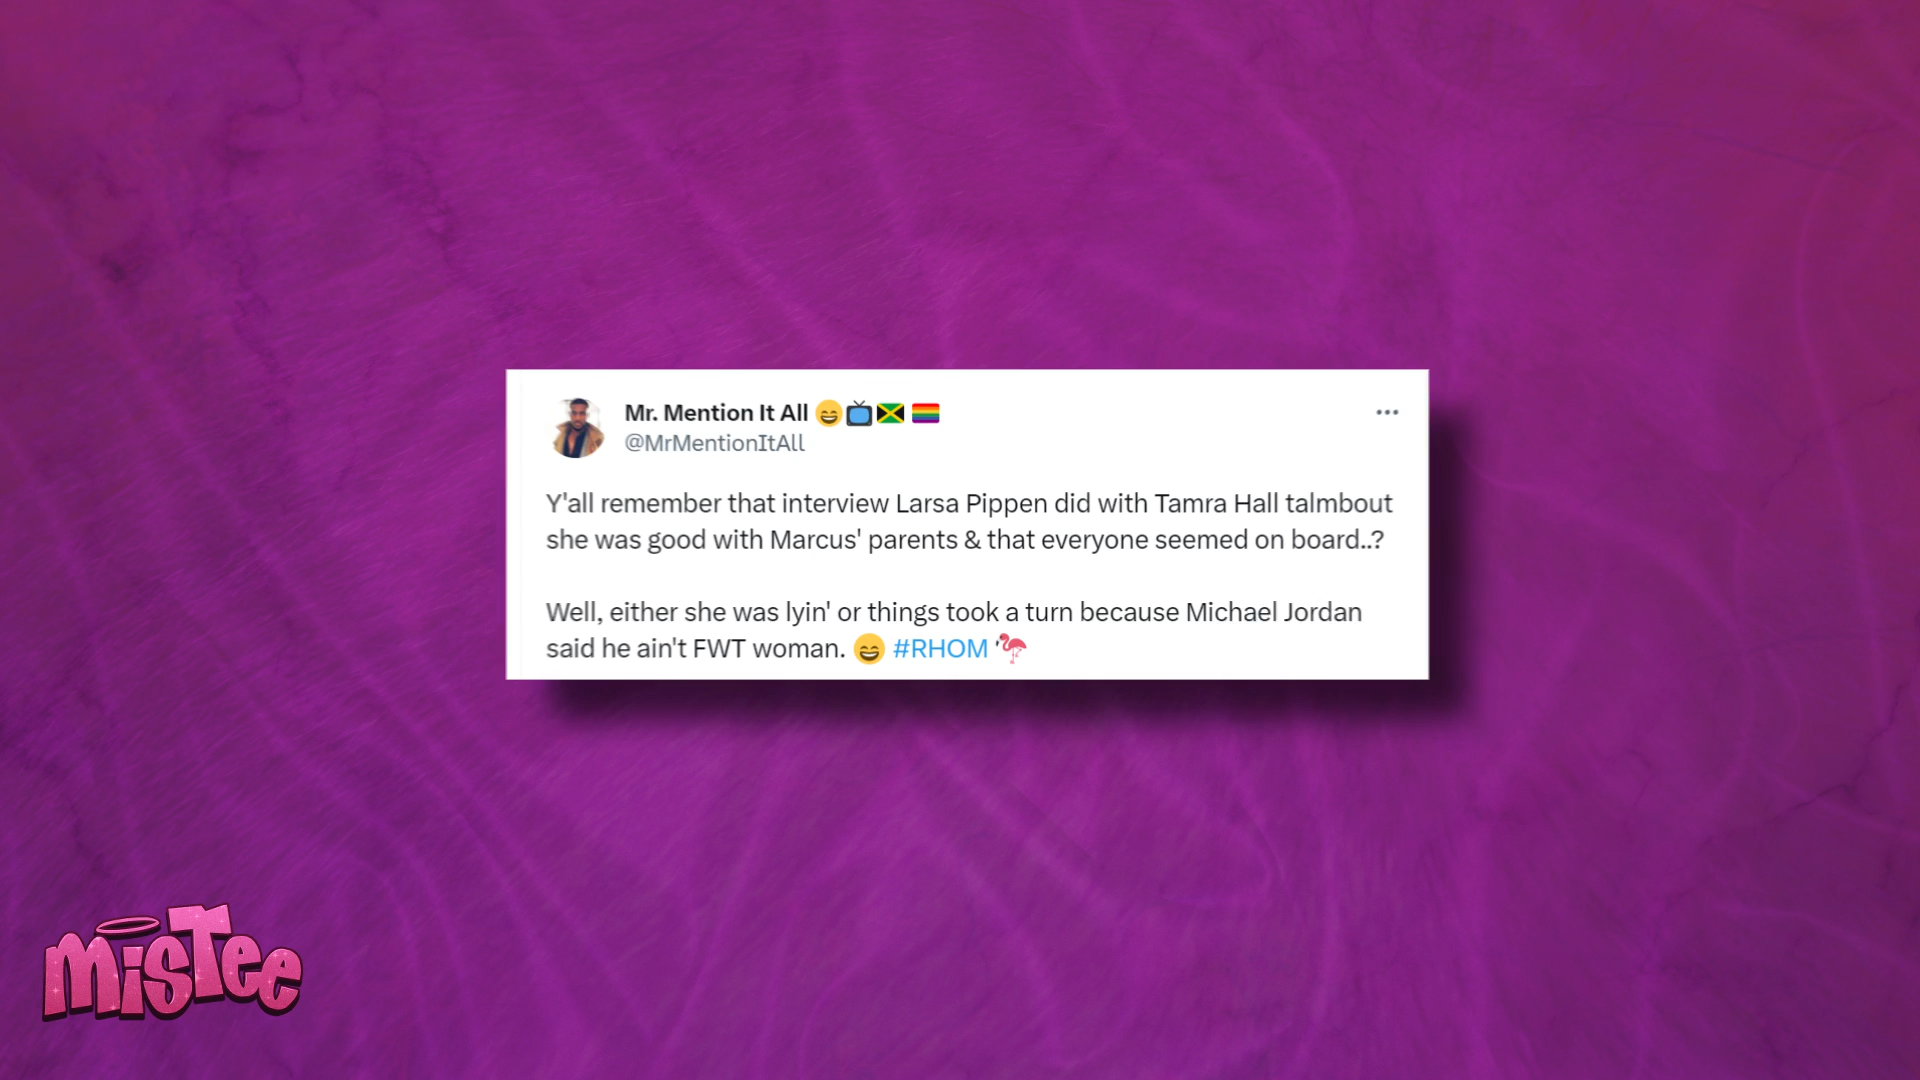 Mr. Mention It All 😄📺🇯🇲 🏳️‍🌈
@MrMentionItAll
Y'all remember that interview Larsa Pippen did with Tamra Hall talmbout
she was good with Marcus' parents & that everyone seemed on board..?
Well, either she was lyin' or things took a turn because Michael Jordan
said he ain't FWT woman. 😄 #RHOM '🦩
misTee